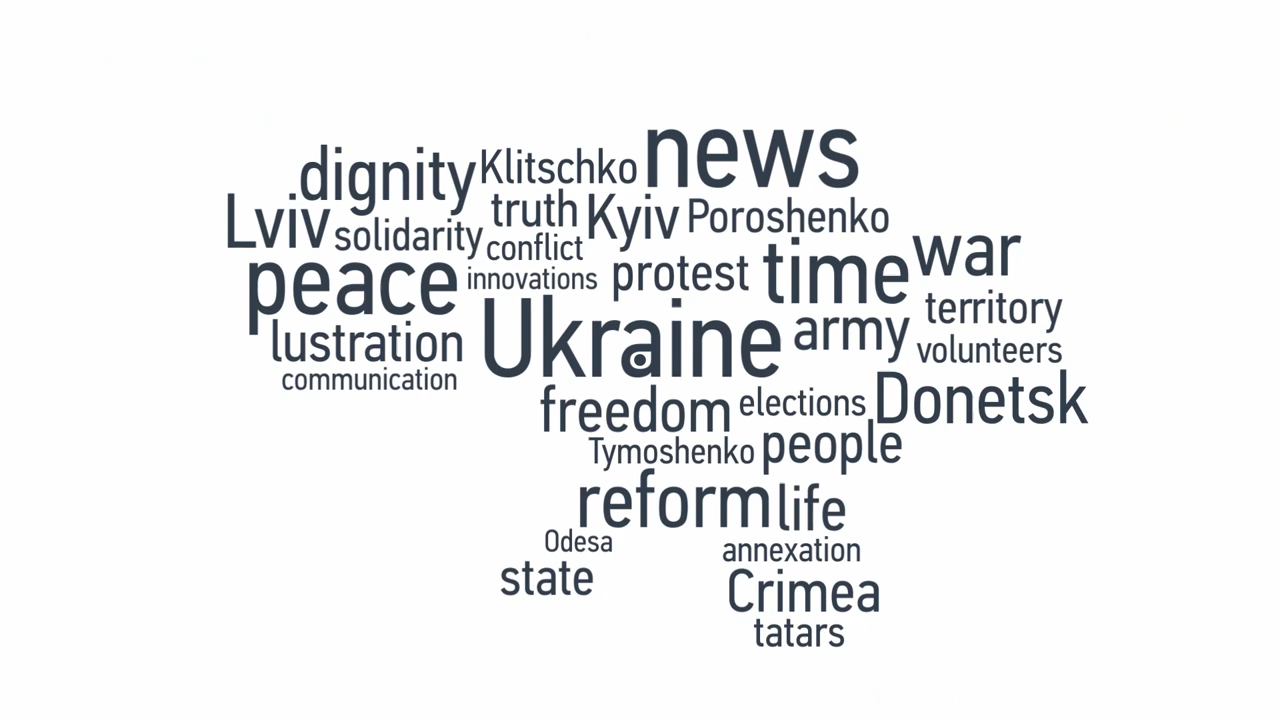 news
dignity Klitschko
Lviv solidarity truth Kyiv Poroshenko
conflict
peace innovations protest time war
territory
lustration Ukraine army volunteers
communication
freedom elections Donetsk
Tymoshenko people
reform life
Odesa annexation
state Crimea
tatars